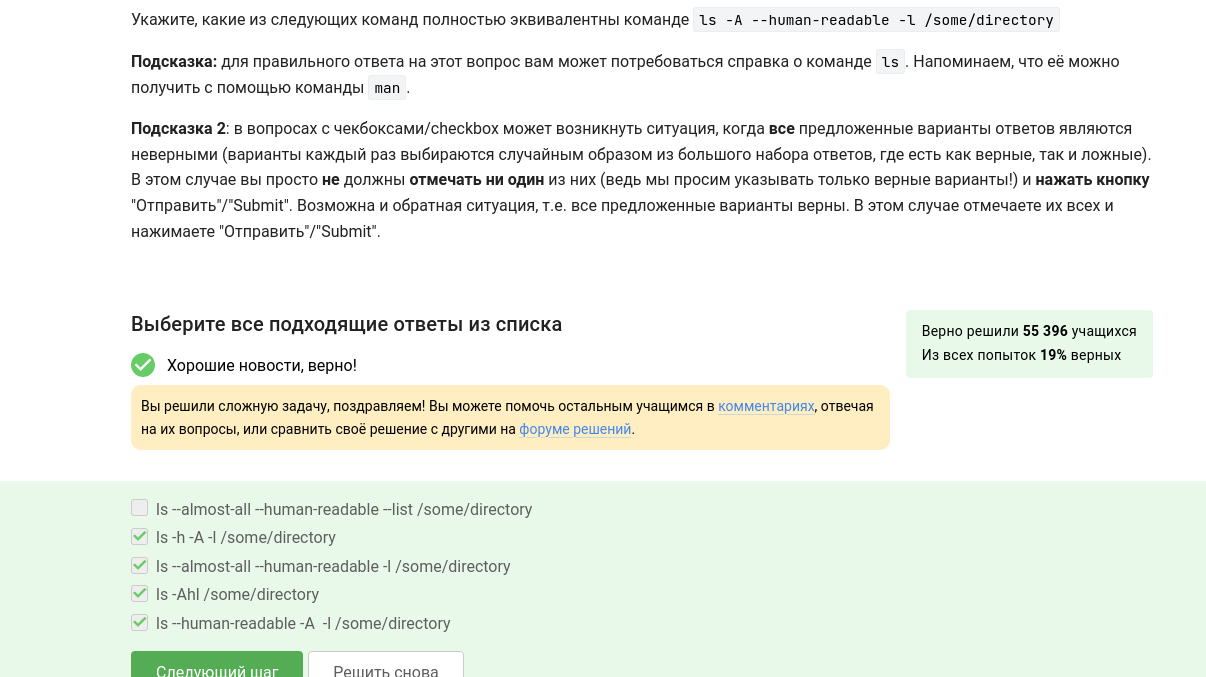 Укажите, какие из следующих команд полностью эквивалентны команде ls -A --human-readable -l /some/directory
Подсказка: для правильного ответа на этот вопрос вам может потребоваться справка о команде ls. Напоминаем, что её можно
получить с помощью команды man.
Подсказка 2: в вопросах с чекбоксами/checkbox может возникнуть ситуация, когда все предложенные варианты ответов являются
неверными (варианты каждый раз выбираются случайным образом из большого набора ответов, где есть как верные, так и ложные).
В этом случае вы просто не должны отмечать ни один из них (ведь мы просим указывать только верные варианты!) и нажать кнопку
"Отправить"/"Submit". Возможна и обратная ситуация, т.е. все предложенные варианты верны. В этом случае отмечаете их всех и
нажимаете "Отправить"/"Submit".
Выберите все подходящие ответы из списка
Верно решили 55 396 учащихся
Из всех попыток 19% верных
Хорошие новости, верно!
Вы решили сложную задачу, поздравляем! Вы можете помочь остальным учащимся в комментариях, отвечая
на их вопросы, или сравнить своё решение с другими на форуме решений.
ls --almost-all --human-readable --list /some/directory
ls -h -A -l /some/directory
ls --almost-all --human-readable -l /some/directory
ls -Ahl /some/directory
ls --human-readable -A  -l /some/directory
Следующий шаг
Решить снова